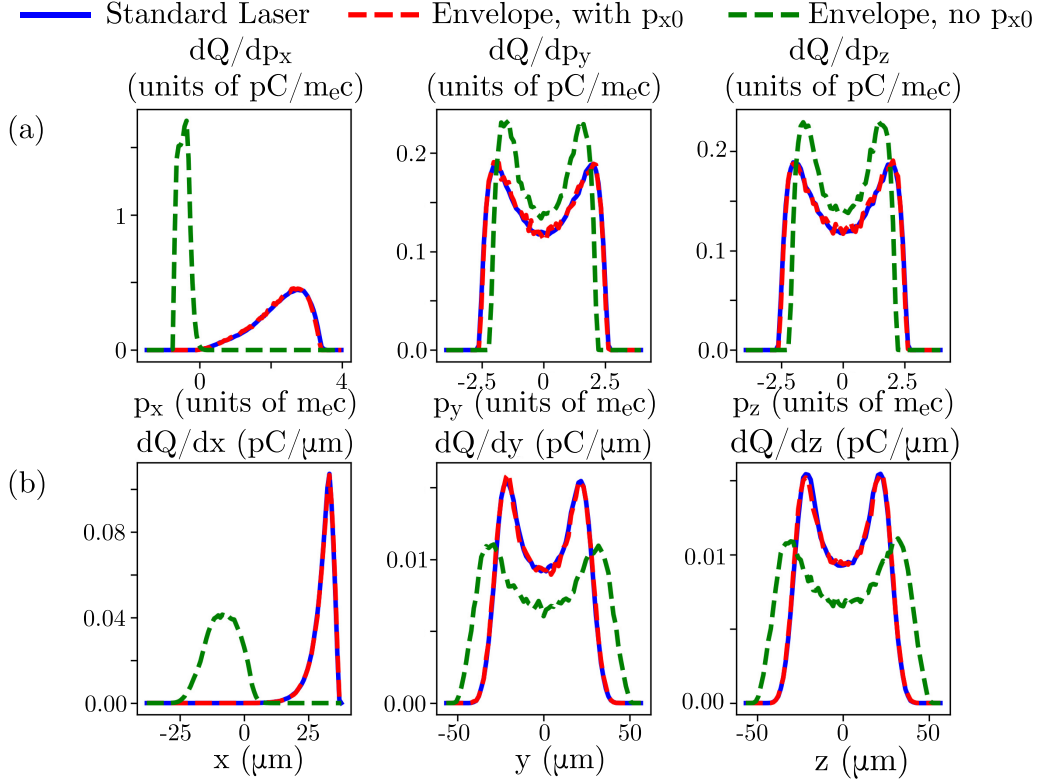 Standard Laser Envelope, with pₓ₀ Envelope, no pₓ₀
dQ/dpₓ dQ/dp_y dQ/dp_z
(units of pC/mₑc) (units of pC/mₑc) (units of pC/mₑc)
(a)
1 0.2 0.2
0.1 0.1
0 0.0 0.0
0 4 -2.5 0 2.5 -2.5 0 2.5
pₓ (units of mₑc) p_y (units of mₑc) p_z (units of mₑc)
dQ/dx (pC/μm) dQ/dy (pC/μm) dQ/dz (pC/μm)
(b)
0.08 0.01 0.01
0.04
0.00 0.00 0.00
-25 0 25 -50 0 50 -50 0 50
x (μm) y (μm) z (μm)